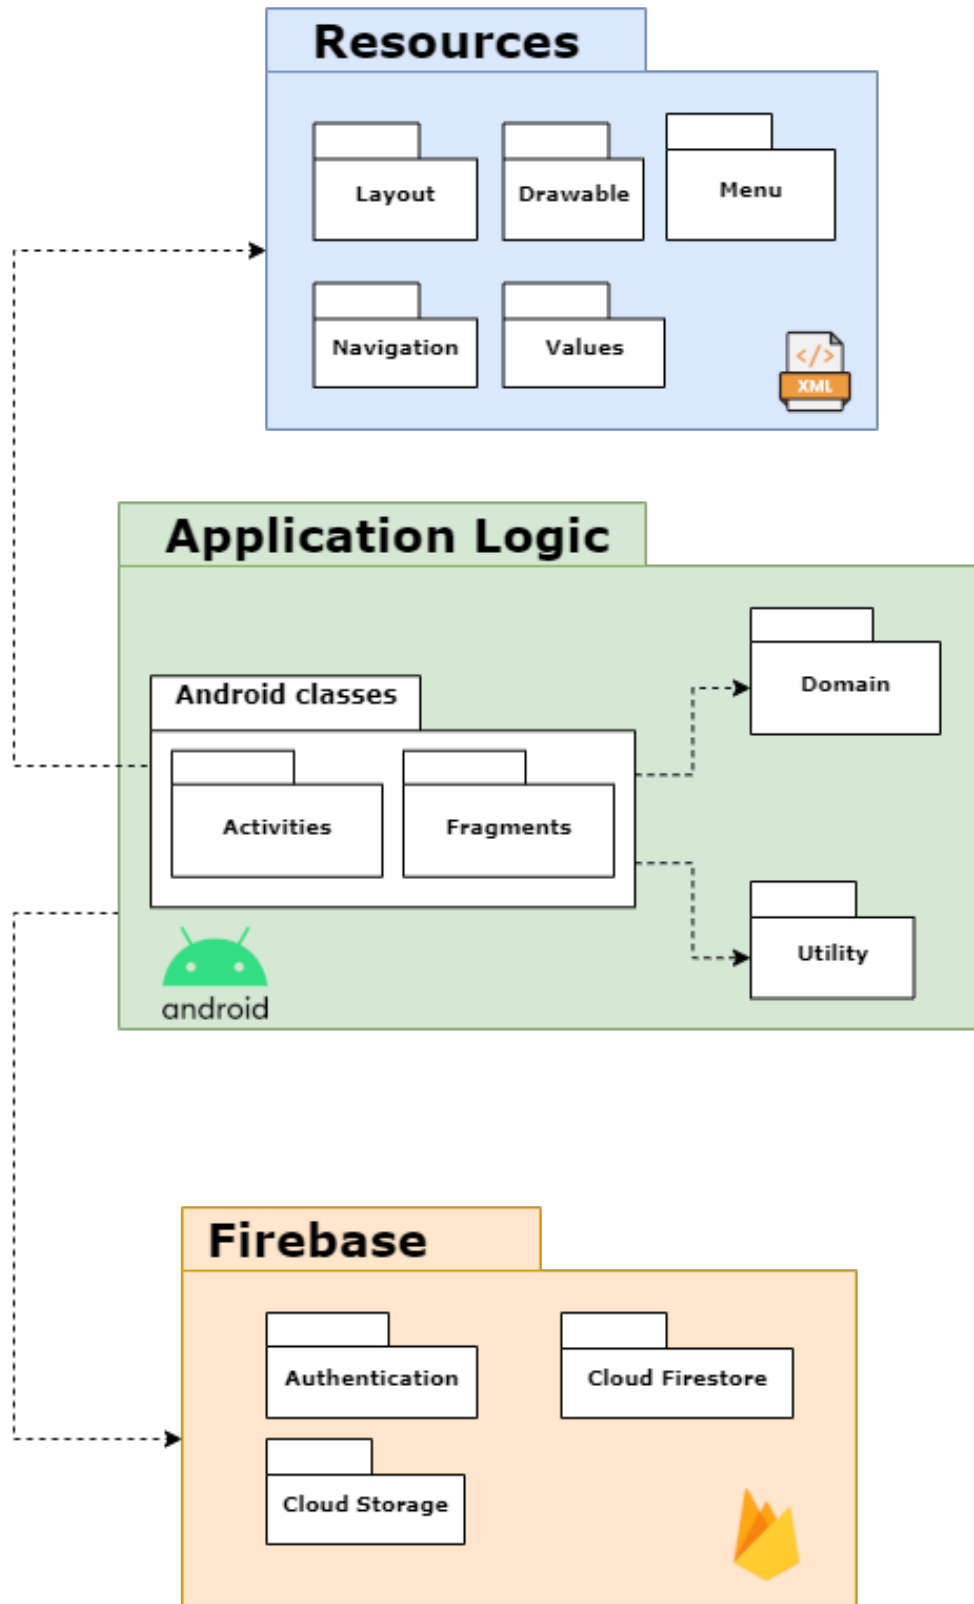 Resources
Layout
Drawable
Menu
Navigation
Values
</>
XML
Application Logic
Domain
Android classes
Activities
Fragments
Utility
android
Firebase
Authentication
Cloud Firestore
Cloud Storage